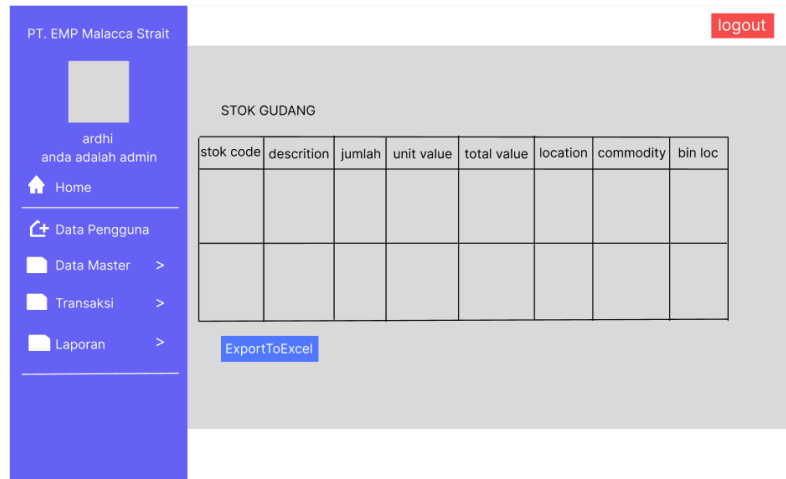 PT. EMP Malacca Strait
logout
ardhi
anda adalah admin
Home
Data Pengguna
Data Master >
Transaksi >
Laporan >
STOK GUDANG
stok code descrition jumlah unit value total value location commodity bin loc
ExportToExcel